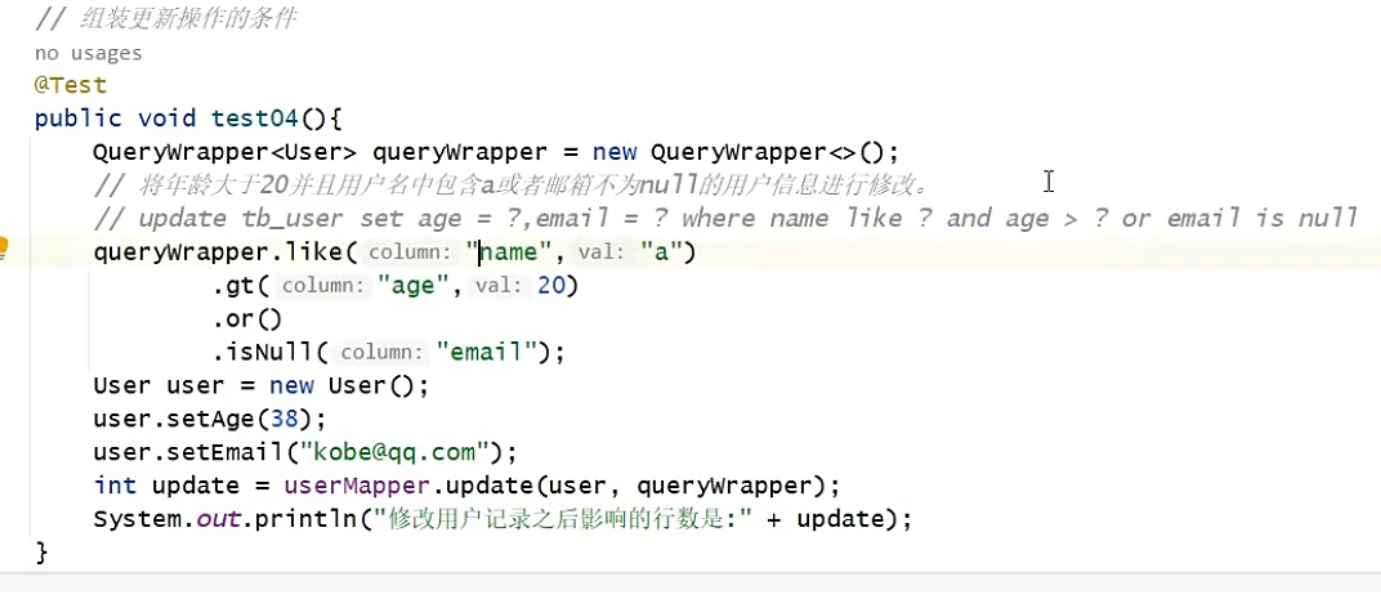 // 组装更新操作的条件
no usages
@Test
public void test04(){
QueryWrapper<User> queryWrapper = new QueryWrapper<>();
// 将年龄大于20并且用户名中包含a或者邮箱不为null的用户信息进行修改。
// update tb_user set age = ?,email = ? where name like ? and age > ? or email is null
queryWrapper.like( column: "name", val: "a")
.gt( column: "age", val: 20)
.or()
.isNull( column: "email");
User user = new User();
user.setAge(38);
user.setEmail("kobe@qq.com");
int update = userMapper.update(user, queryWrapper);
System.out.println("修改用户记录之后影响的行数是:" + update);
}